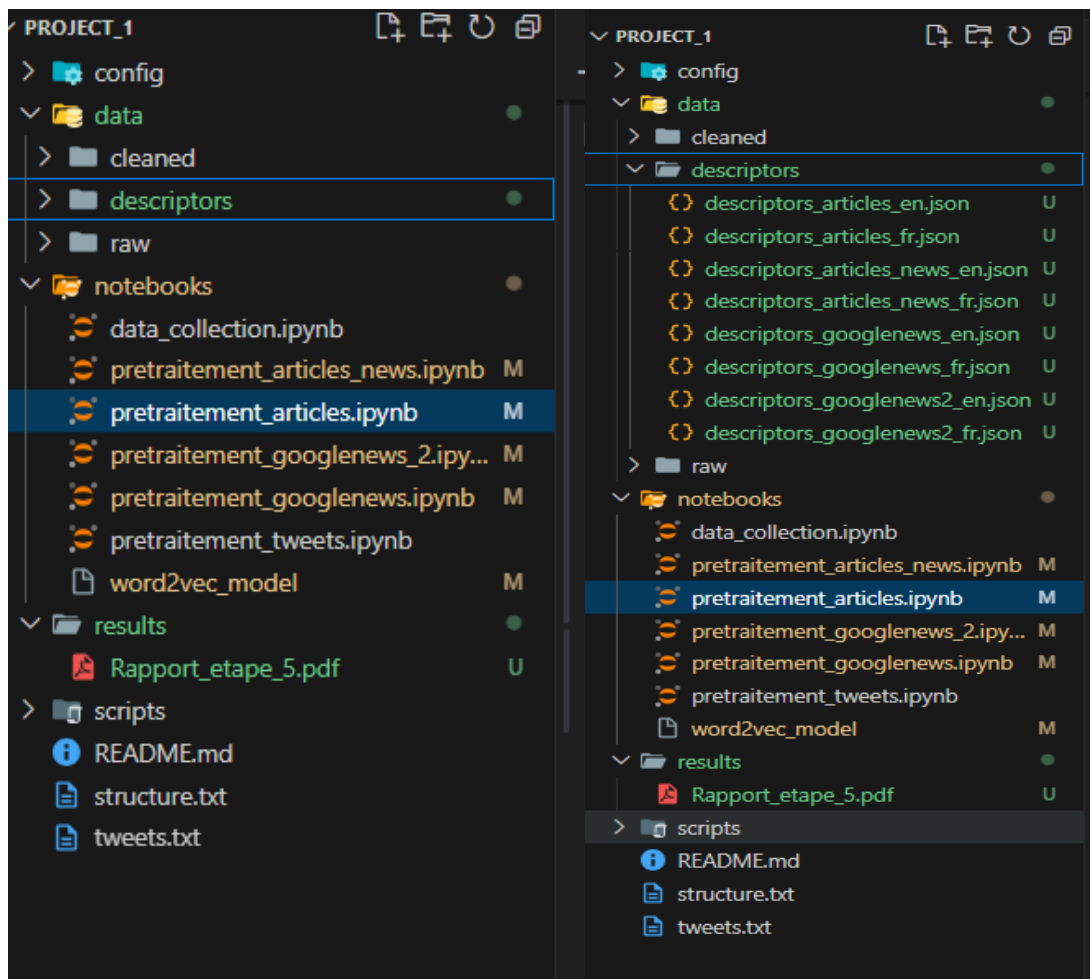 PROJECT_1
config
data
cleaned
descriptors
raw
notebooks
data_collection.ipynb
pretraitement_articles_news.ipynb M
pretraitement_articles.ipynb M
pretraitement_googlenews_2.ipy... M
pretraitement_googlenews.ipynb M
pretraitement_tweets.ipynb
word2vec_model M
results
Rapport_etape_5.pdf U
scripts
README.md
structure.txt
tweets.txt
PROJECT_1
config
data
cleaned
descriptors
descriptors_articles_en.json U
descriptors_articles_fr.json U
descriptors_articles_news_en.json U
descriptors_articles_news_fr.json U
descriptors_googlenews_en.json U
descriptors_googlenews_fr.json U
descriptors_googlenews2_en.json U
descriptors_googlenews2_fr.json U
raw
notebooks
data_collection.ipynb
pretraitement_articles_news.ipynb M
pretraitement_articles.ipynb M
pretraitement_googlenews_2.ipy... M
pretraitement_googlenews.ipynb M
pretraitement_tweets.ipynb
word2vec_model M
results
Rapport_etape_5.pdf U
scripts
README.md
structure.txt
tweets.txt